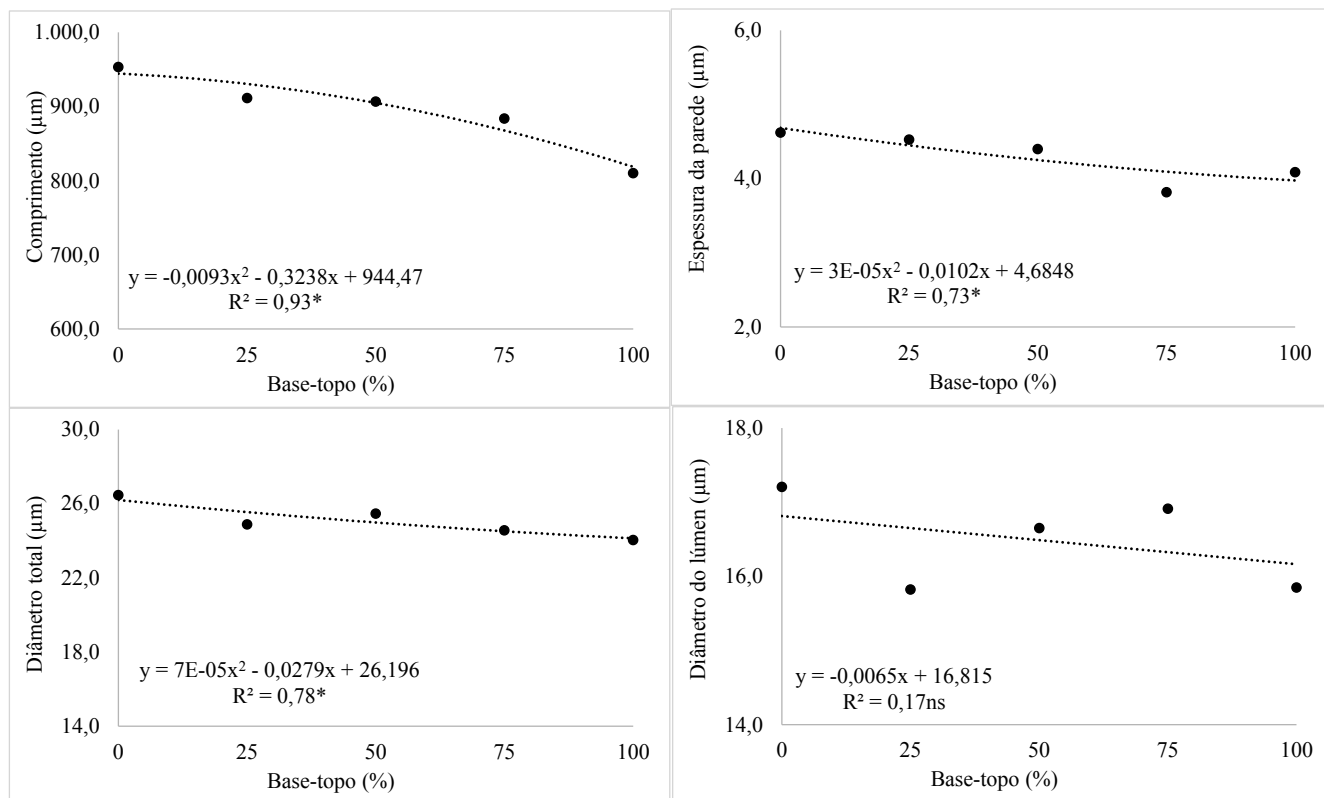 1.000,0
900,0
800,0
700,0
600,0
Comprimento (µm)
y = -0,0093x² - 0,3238x + 944,47
R² = 0,93*
0 25 50 75 100
Base-topo (%)
6,0
4,0
2,0
Espessura da parede (µm)
y = 3E-05x² - 0,0102x + 4,6848
R² = 0,73*
0 25 50 75 100
Base-topo (%)
30,0
26,0
22,0
18,0
14,0
Diâmetro total (µm)
y = 7E-05x² - 0,0279x + 26,196
R² = 0,78*
0 25 50 75 100
Base-topo (%)
18,0
16,0
14,0
Diâmetro do lúmen (µm)
y = -0,0065x + 16,815
R² = 0,17ns
0 25 50 75 100
Base-topo (%)